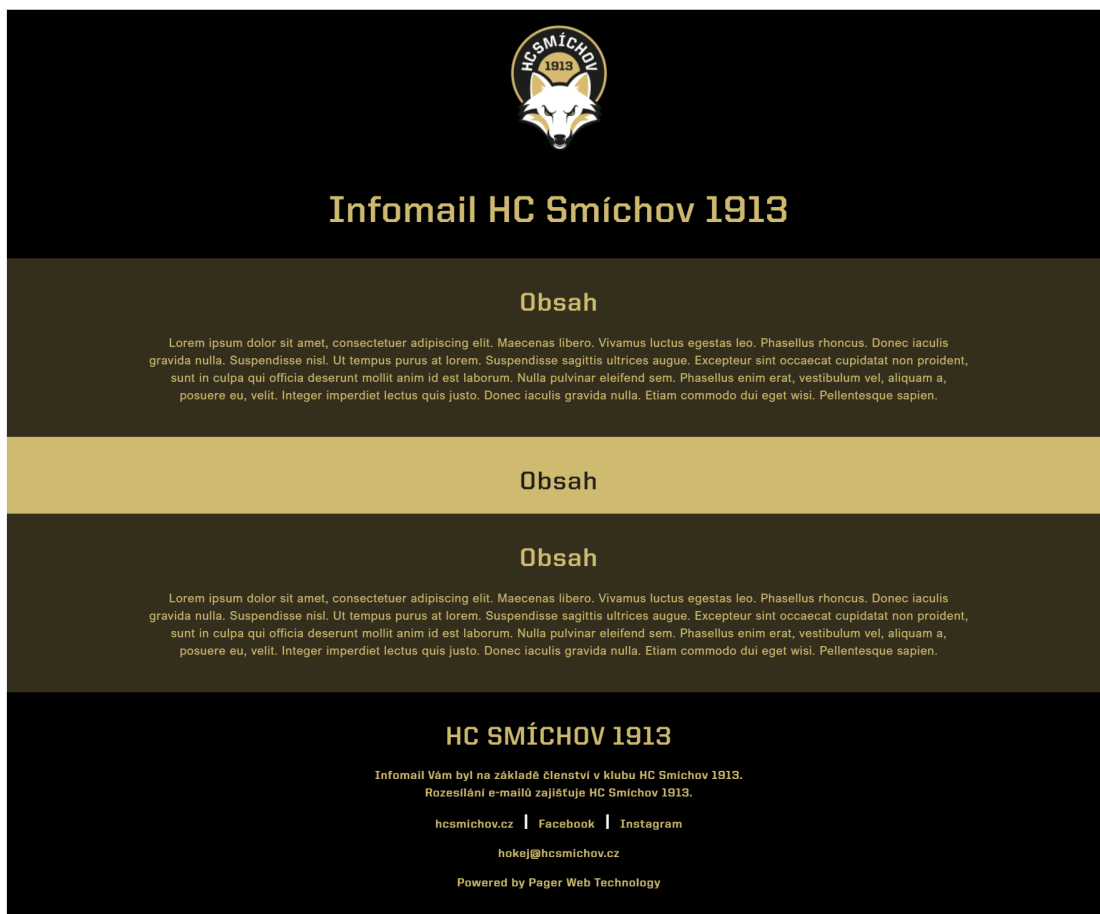 HC SMÍCHOV
1913
Infomail HC Smíchov 1913
Obsah
Lorem ipsum dolor sit amet, consectetuer adipiscing elit. Maecenas libero. Vivamus luctus egestas leo. Phasellus rhoncus. Donec iaculis
gravida nulla. Suspendisse nisl. Ut tempus purus at lorem. Suspendisse sagittis ultrices augue. Excepteur sint occaecat cupidatat non proident,
sunt in culpa qui officia deserunt mollit anim id est laborum. Nulla pulvinar eleifend sem. Phasellus enim erat, vestibulum vel, aliquam a,
posuere eu, velit. Integer imperdiet lectus quis justo. Donec iaculis gravida nulla. Etiam commodo dui eget wisi. Pellentesque sapien.
Obsah
Obsah
Lorem ipsum dolor sit amet, consectetuer adipiscing elit. Maecenas libero. Vivamus luctus egestas leo. Phasellus rhoncus. Donec iaculis
gravida nulla. Suspendisse nisl. Ut tempus purus at lorem. Suspendisse sagittis ultrices augue. Excepteur sint occaecat cupidatat non proident,
sunt in culpa qui officia deserunt mollit anim id est laborum. Nulla pulvinar eleifend sem. Phasellus enim erat, vestibulum vel, aliquam a,
posuere eu, velit. Integer imperdiet lectus quis justo. Donec iaculis gravida nulla. Etiam commodo dui eget wisi. Pellentesque sapien.
HC SMÍCHOV 1913
Infomail Vám byl na základě členství v klubu HC Smíchov 1913.
Rozesílání e-mailů zajišťuje HC Smíchov 1913.
hcsmichov.cz | Facebook | Instagram
hokej@hcsmichov.cz
Powered by Pager Web Technology